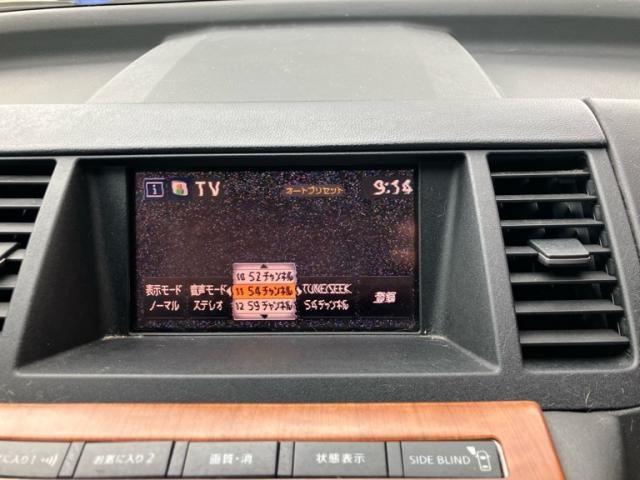 TV オートプリセット 9:34
10 52チャンネル
表示モード 音声モード 11 54チャンネル TUNE/SEEK
ノーマル ステレオ 12 59チャンネル 54チャンネル
に入り1 お気に入り2 画質・消 状態表示 SIDE BLIND